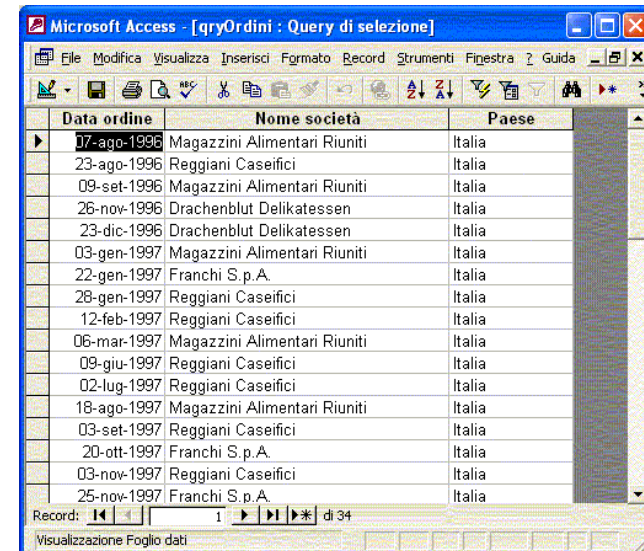 Microsoft Access - [qryOrdini : Query di selezione]
File Modifica Visualizza Inserisci Formato Record Strumenti Finestra ? Guida
Data ordine Nome società Paese
07-ago-1996 Magazzini Alimentari Riuniti Italia
23-ago-1996 Reggiani Caseifici Italia
09-set-1996 Magazzini Alimentari Riuniti Italia
26-nov-1996 Drachenblut Delikatessen Italia
23-dic-1996 Drachenblut Delikatessen Italia
03-gen-1997 Magazzini Alimentari Riuniti Italia
22-gen-1997 Franchi S.p.A. Italia
28-gen-1997 Reggiani Caseifici Italia
12-feb-1997 Reggiani Caseifici Italia
06-mar-1997 Magazzini Alimentari Riuniti Italia
09-giu-1997 Reggiani Caseifici Italia
02-lug-1997 Reggiani Caseifici Italia
18-ago-1997 Magazzini Alimentari Riuniti Italia
03-set-1997 Reggiani Caseifici Italia
20-ott-1997 Franchi S.p.A. Italia
03-nov-1997 Reggiani Caseifici Italia
25-nov-1997 Franchi S.p.A. Italia
Record: 1 di 34
Visualizzazione Foglio dati